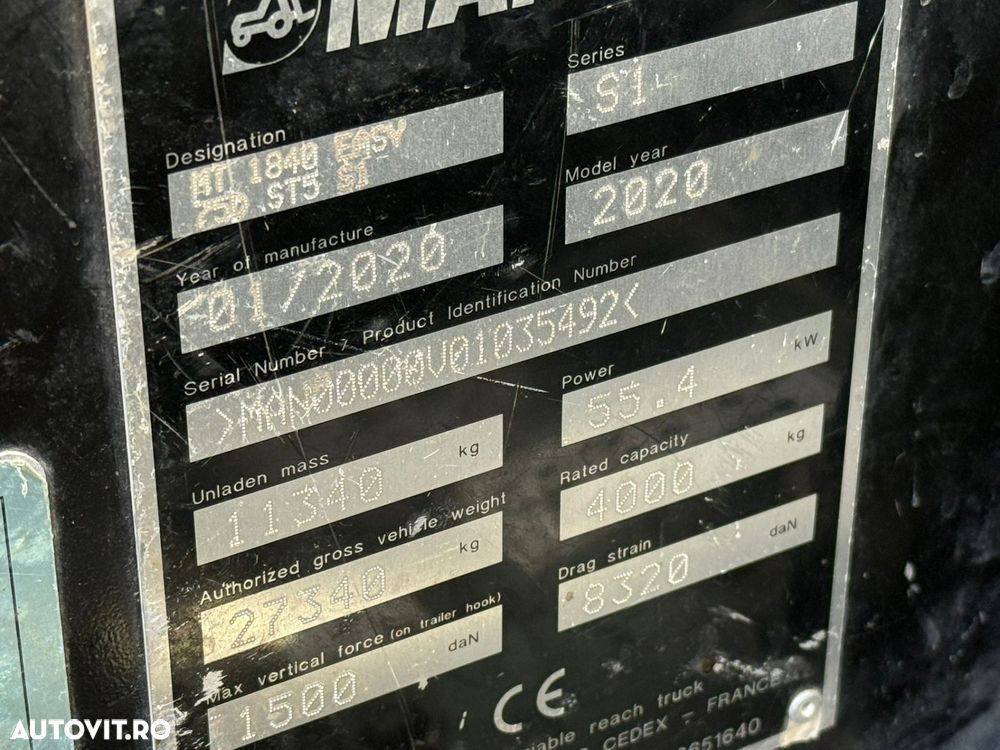 MA
Series
S1
Designation
MT 1840 EASY
75D ST5 S1
Model year
2020
Year of manufacture
01/2020
Serial Number / Product Identification Number
>MAN00000V01035492<
Power
55.4 kW
Unladen mass
11340 kg
Rated capacity
4000 kg
Authorized gross vehicle weight
27340 kg
Drag strain
8320 daN
Max vertical force (on trailer hook)
1500 daN
CE
iable reach truck
CEDEX - FRANCE
651640
AUTOVIT.RO